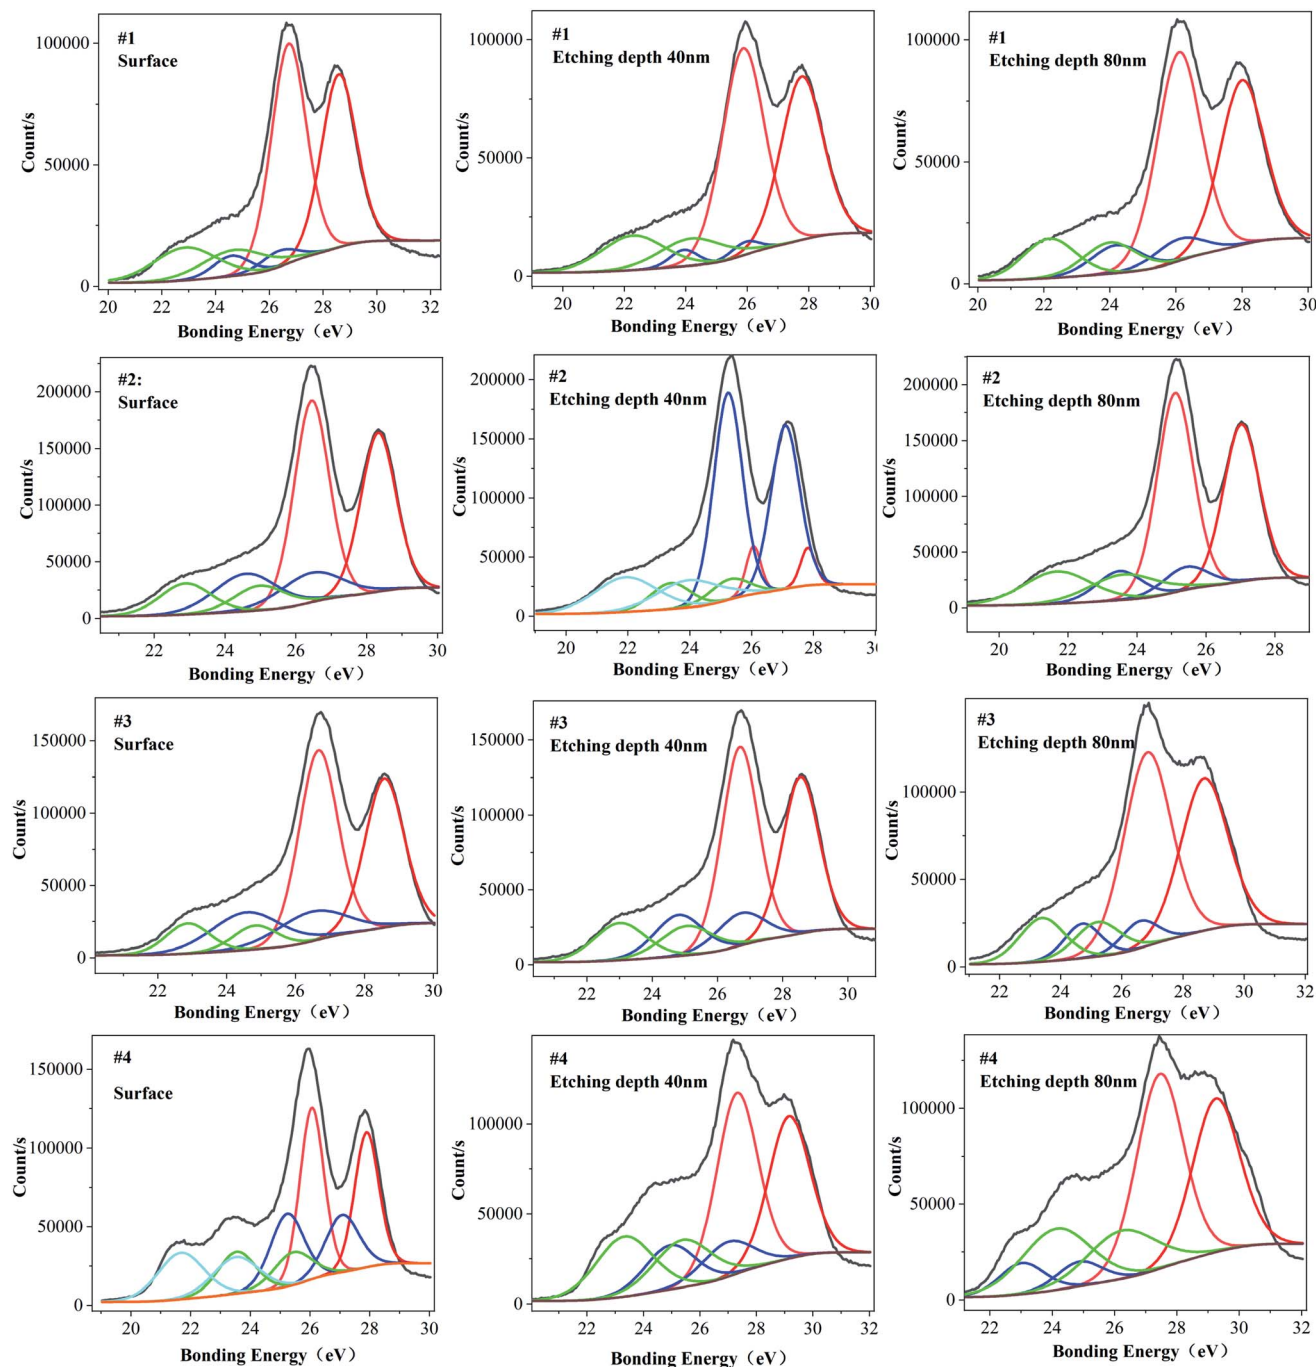 #1
Surface
100000
50000
0
Count/s
20 22 24 26 28 30 32
Bonding Energy（eV）
#1
Etching depth 40nm
100000
50000
0
Count/s
20 22 24 26 28 30
Bonding Energy（eV）
#1
Etching depth 80nm
100000
50000
0
Count/s
20 22 24 26 28 30
Bonding Energy（eV）
#2:
Surface
200000
150000
100000
50000
0
Count/s
22 24 26 28 30
Bonding Energy（eV）
#2
Etching depth 40nm
200000
150000
100000
50000
0
Count/s
20 22 24 26 28 30
Bonding Energy（eV）
#2
Etching depth 80nm
200000
150000
100000
50000
0
Count/s
20 22 24 26 28
Bonding Energy（eV）
#3
Surface
150000
100000
50000
0
Count/s
22 24 26 28 30
Bonding Energy（eV）
#3
Etching depth 40nm
150000
100000
50000
0
Count/s
22 24 26 28 30
Bonding Energy（eV）
#3
Etching depth 80nm
100000
50000
0
Count/s
22 24 26 28 30 32
Bonding Energy（eV）
#4
Surface
150000
100000
50000
0
Count/s
20 22 24 26 28 30
Bonding Energy（eV）
#4
Etching depth 40nm
100000
50000
0
Count/s
22 24 26 28 30 32
Bonding Energy（eV）
#4
Etching depth 80nm
100000
50000
0
Count/s
22 24 26 28 30 32
Bonding Energy（eV）